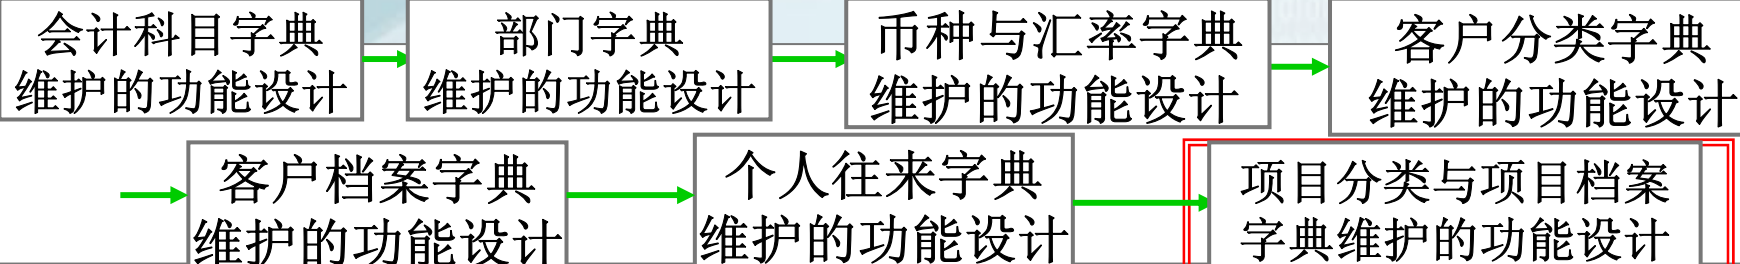 会计科目字典
维护的功能设计
部门字典
维护的功能设计
币种与汇率字典
维护的功能设计
客户分类字典
维护的功能设计
客户档案字典
维护的功能设计
个人往来字典
维护的功能设计
项目分类与项目档案
字典维护的功能设计